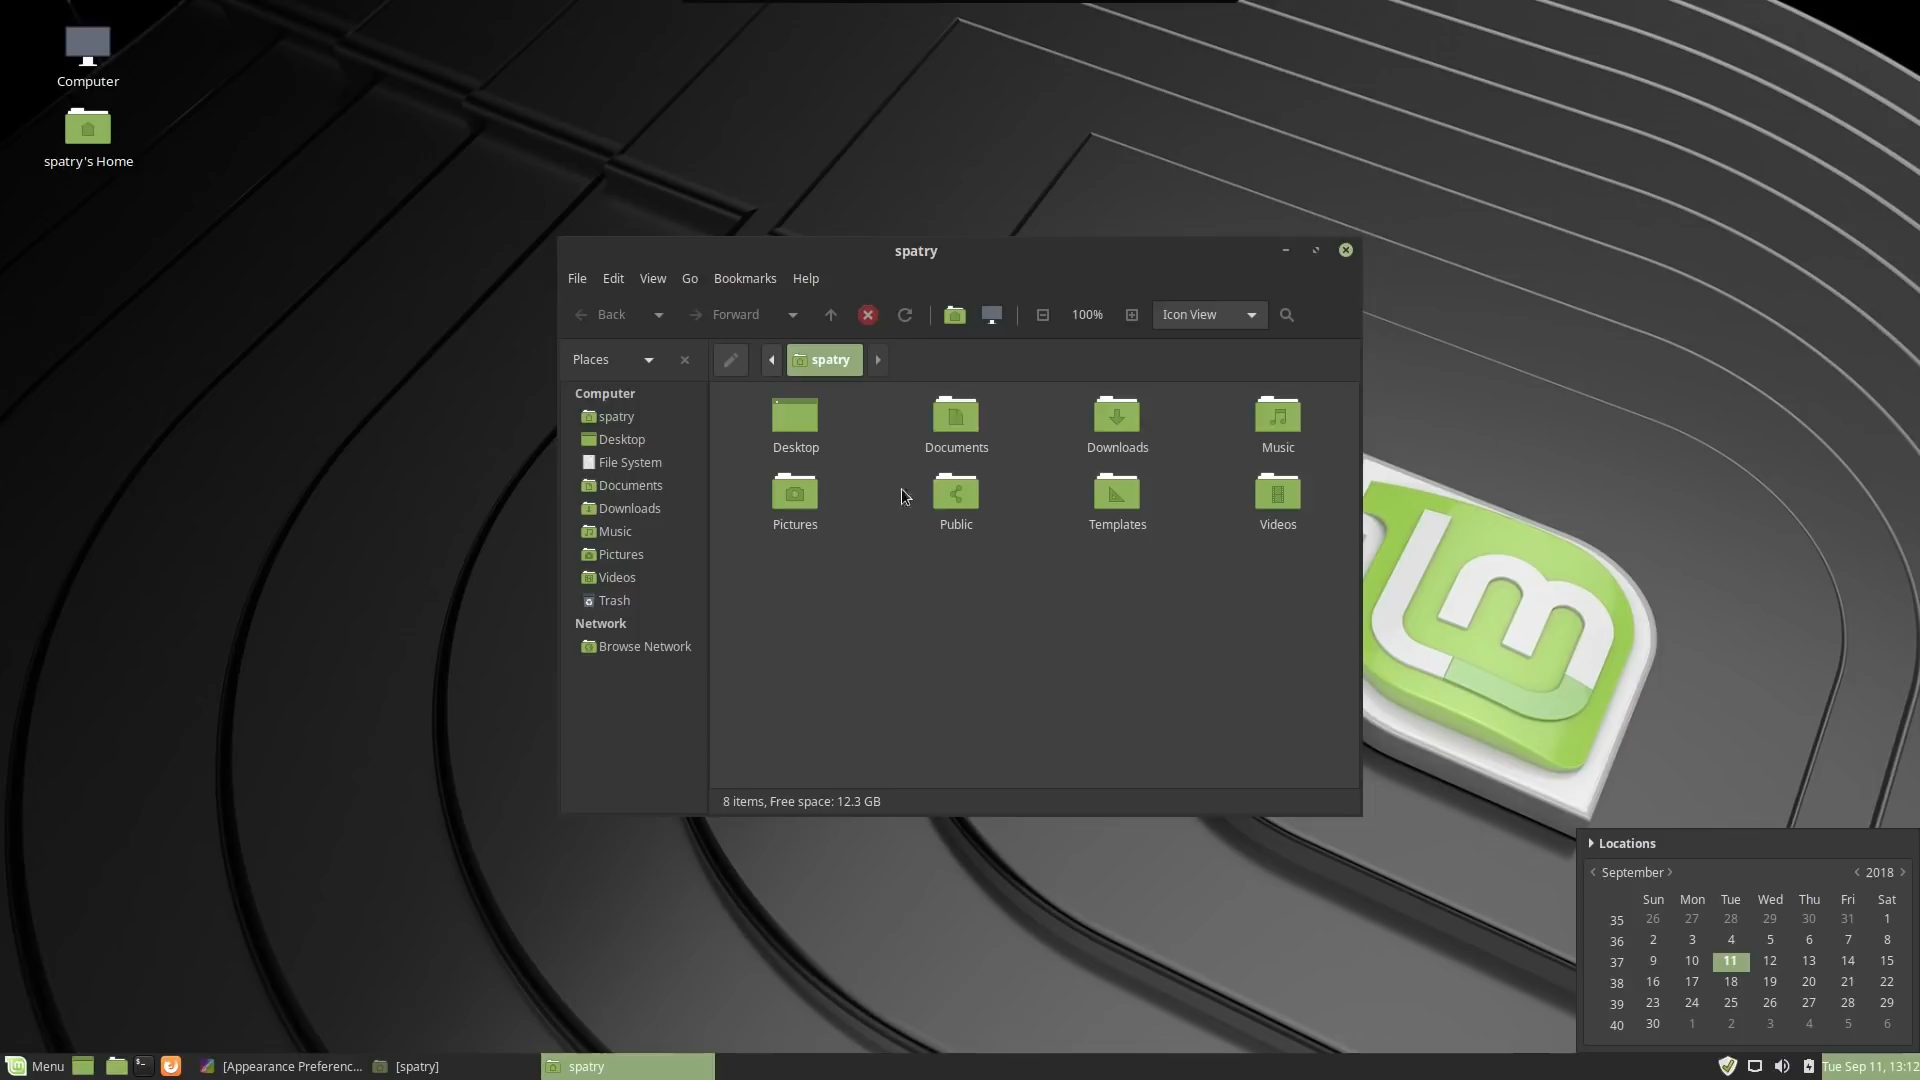 Computer
spatry's Home
spatry
File Edit View Go Bookmarks Help
Back Forward 100% Icon View
Places spatry
Computer
spatry
Desktop
File System
Documents
Downloads
Music
Pictures
Videos
Trash
Network
Browse Network
Desktop Documents Downloads Music
Pictures Public Templates Videos
8 items, Free space: 12.3 GB
Locations
September 2018
Sun Mon Tue Wed Thu Fri Sat
35 26 27 28 29 30 31 1
36 2 3 4 5 6 7 8
37 9 10 11 12 13 14 15
38 16 17 18 19 20 21 22
39 23 24 25 26 27 28 29
40 30 1 2 3 4 5 6
Menu [Appearance Preferenc... [spatry] spatry Tue Sep 11, 13:12